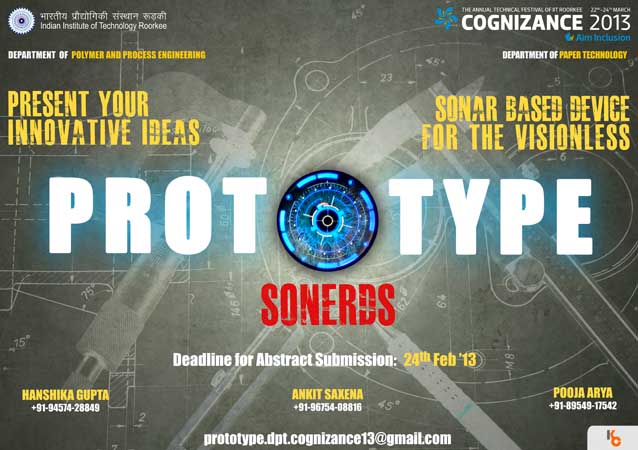 भारतीय प्रौद्योगिकी संस्थान रूड़की
Indian Institute of Technology Roorkee
THE ANNUAL TECHNICAL FESTIVAL OF IIT ROORKEE 22ND-24TH MARCH
COGNIZANCE 2013
Aim Inclusion
DEPARTMENT OF POLYMER AND PROCESS ENGINEERING
DEPARTMENT OF PAPER TECHNOLOGY
PRESENT YOUR
INNOVATIVE IDEAS
SONAR BASED DEVICE
FOR THE VISIONLESS
PROTOTYPE
SONERDS
Deadline for Abstract Submission: 24th Feb '13
HANSHIKA GUPTA
+91-94574-28849
ANKIT SAXENA
+91-96754-08816
POOJA ARYA
+91-89549-17542
prototype.dpt.cognizance13@gmail.com